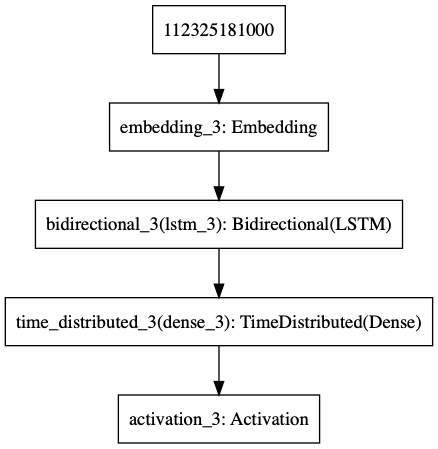 112325181000
embedding_3: Embedding
bidirectional_3(lstm_3): Bidirectional(LSTM)
time_distributed_3(dense_3): TimeDistributed(Dense)
activation_3: Activation